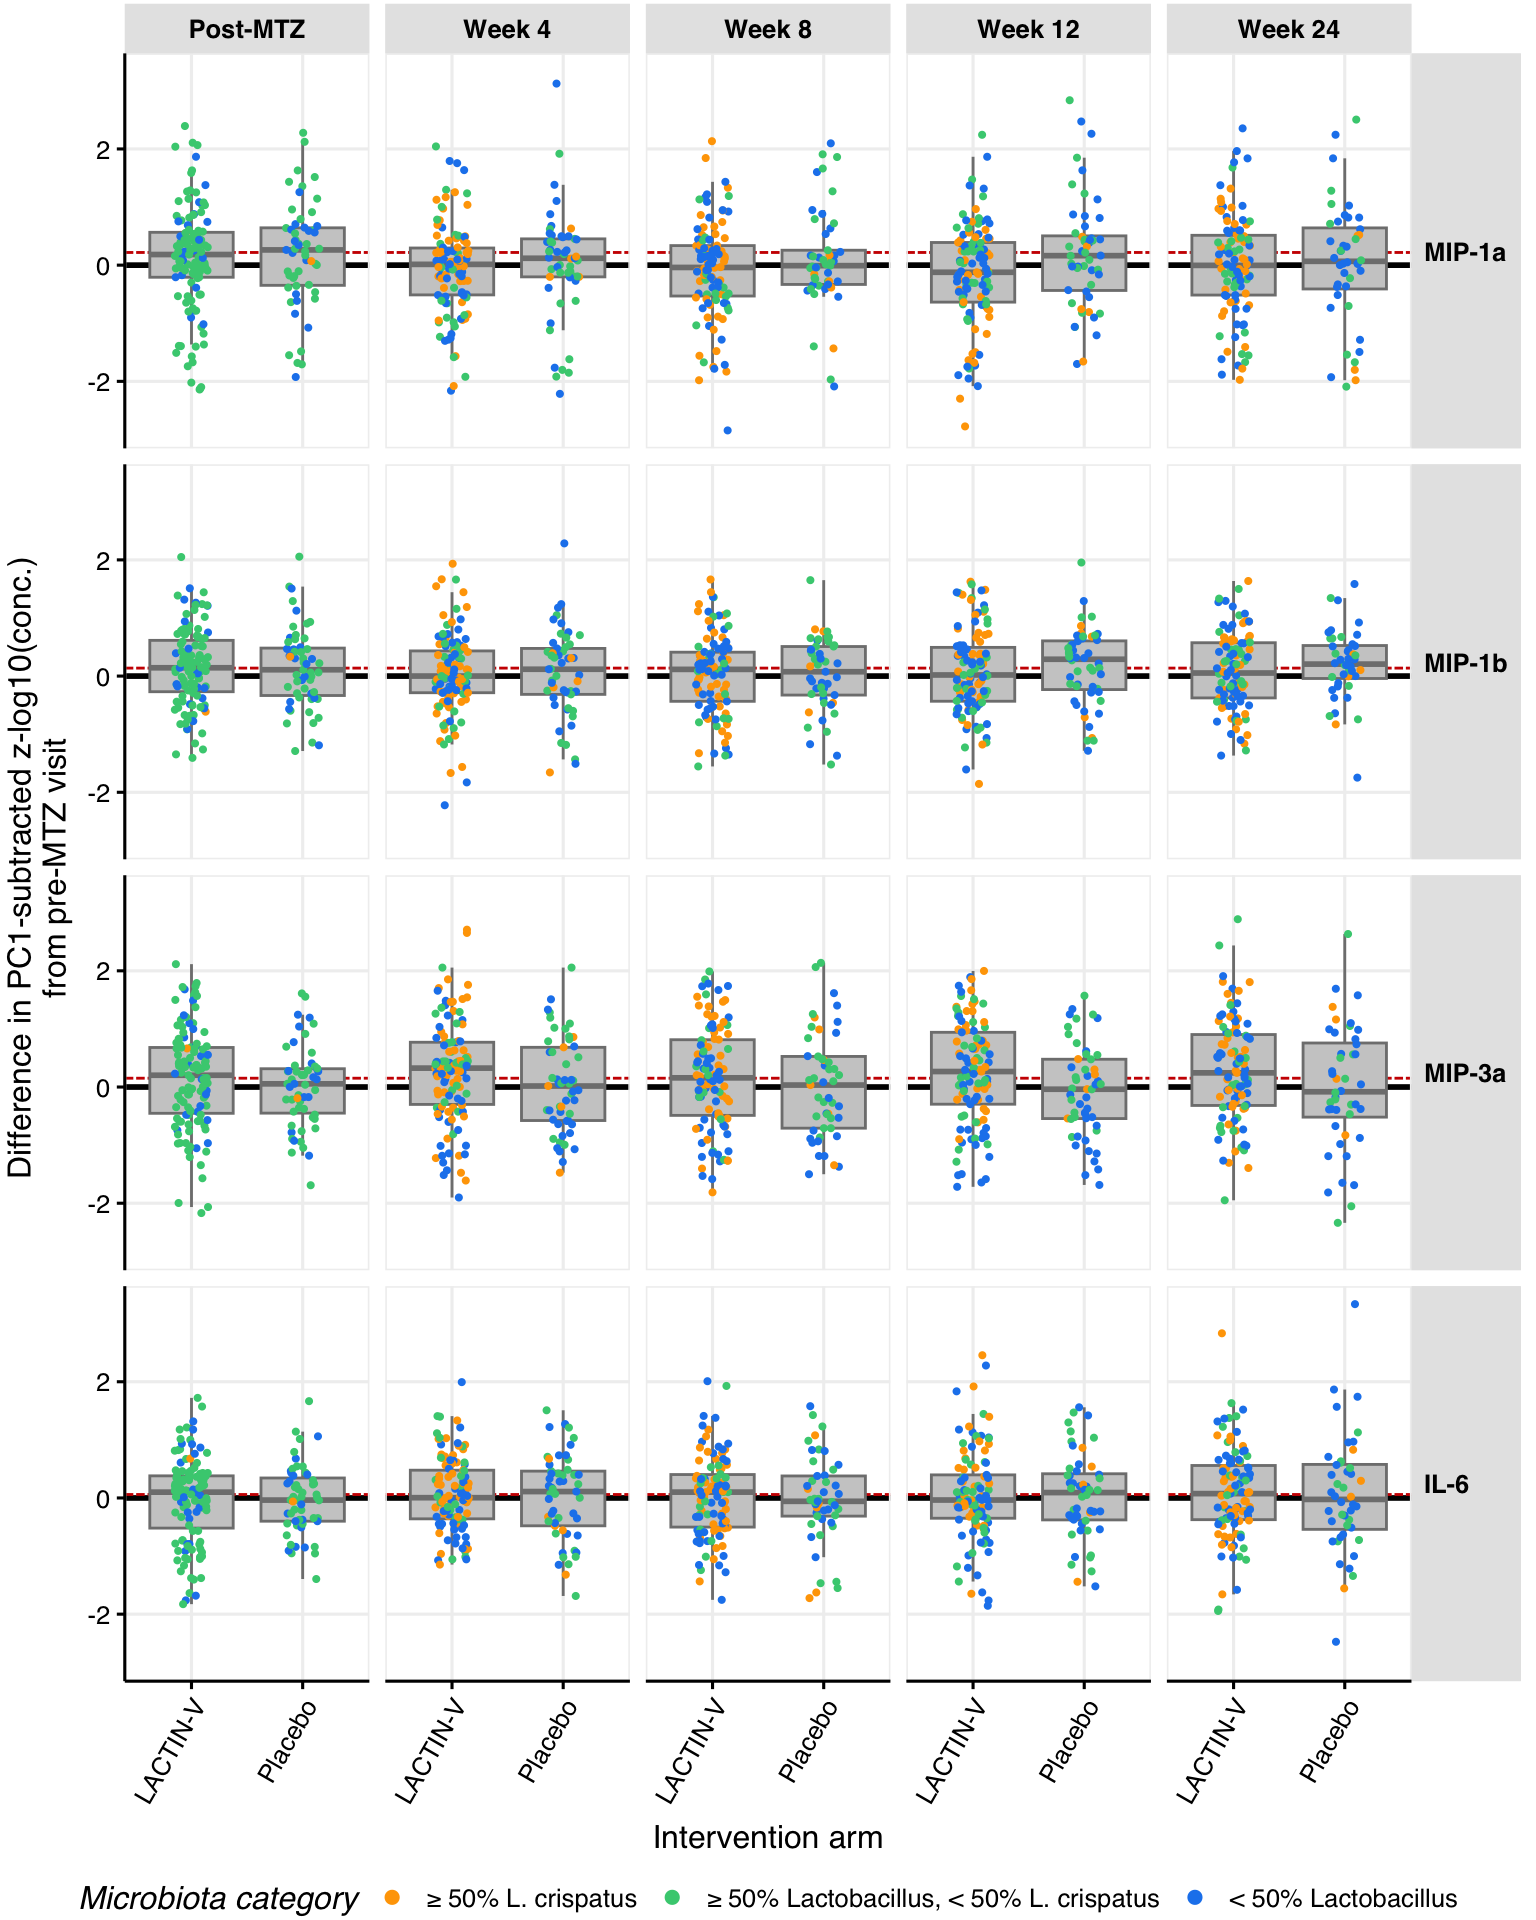 Post-MTZ
Week 4
Week 8
Week 12
Week 24
2
0
-2
MIP-1a
2
0
-2
MIP-1b
2
0
-2
MIP-3a
2
0
-2
IL-6
Difference in PC1-subtracted z-log10(conc.)
from pre-MTZ visit
LACTIN-V
Placebo
LACTIN-V
Placebo
LACTIN-V
Placebo
LACTIN-V
Placebo
LACTIN-V
Placebo
Intervention arm
Microbiota category
≥ 50% L. crispatus
≥ 50% Lactobacillus, < 50% L. crispatus
< 50% Lactobacillus